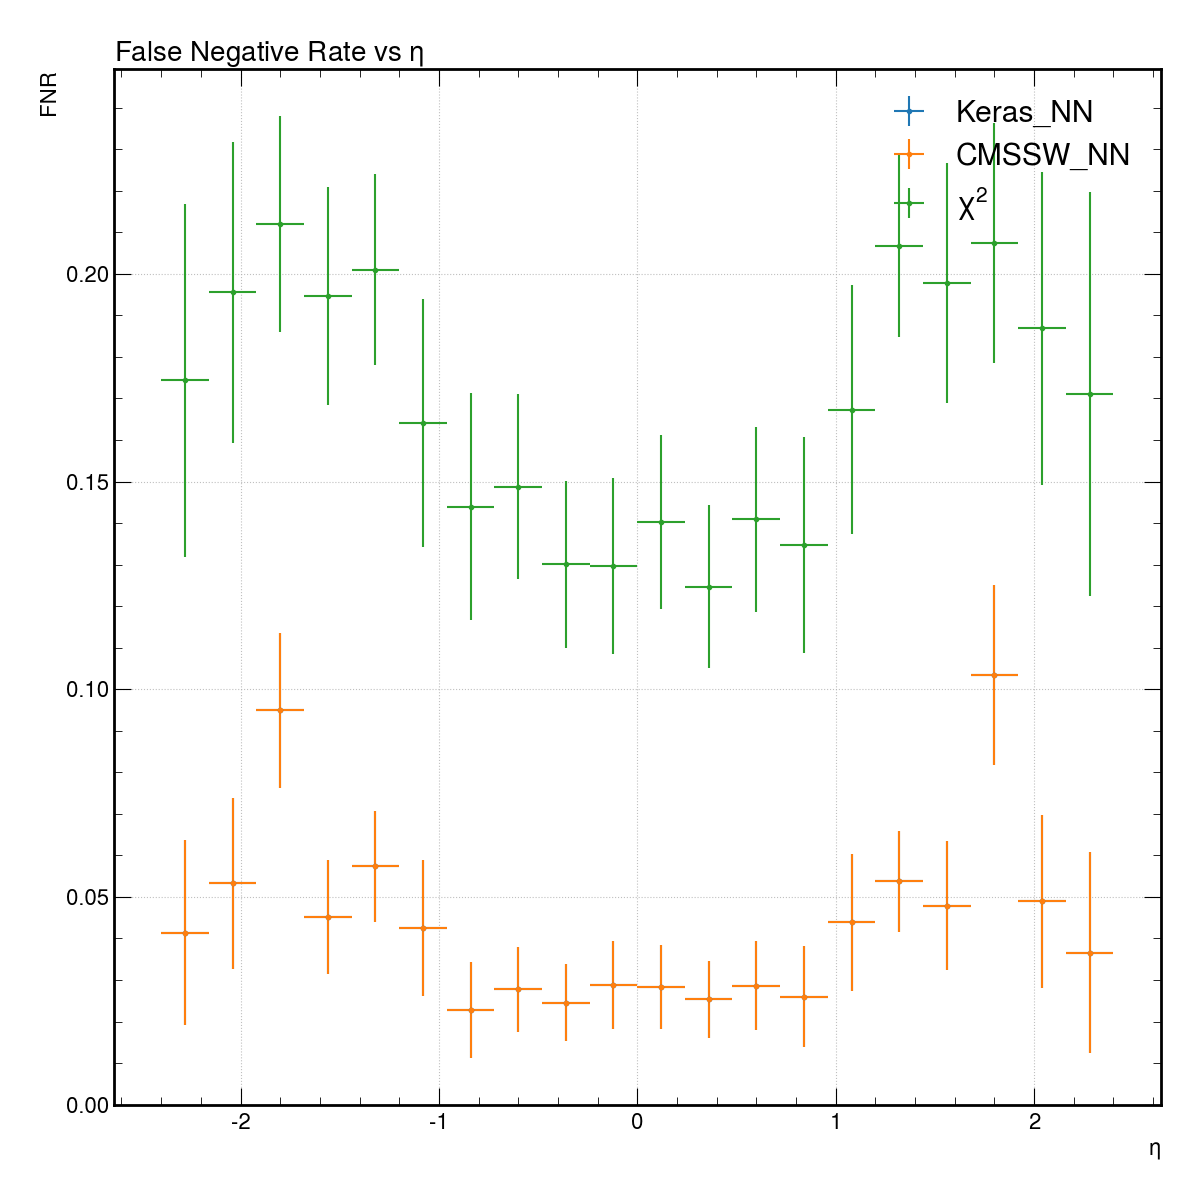 False Negative Rate vs η
FNR
Keras_NN
CMSSW_NN
χ²
0.20
0.15
0.10
0.05
0.00
-2
-1
0
1
2
η